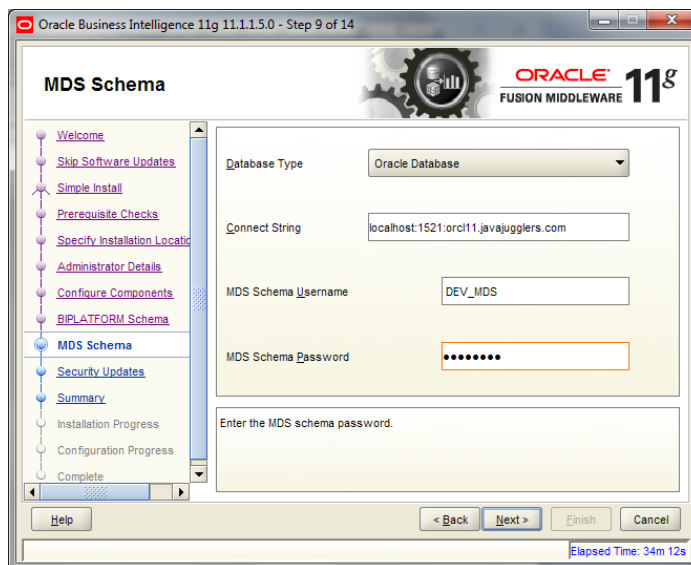 Oracle Business Intelligence 11g 11.1.1.5.0 - Step 9 of 14
MDS Schema
ORACLE
FUSION MIDDLEWARE
11g
Welcome
Skip Software Updates
Simple Install
Prerequisite Checks
Specify Installation Locatio
Administrator Details
Configure Components
BIPLATFORM Schema
MDS Schema
Security Updates
Summary
Installation Progress
Configuration Progress
Complete
Database Type
Oracle Database
Connect String
localhost:1521:orcl11.javajugglers.com
MDS Schema Username
DEV_MDS
MDS Schema Password
●●●●●●●●
Enter the MDS schema password.
Help
< Back
Next >
Finish
Cancel
Elapsed Time: 34m 12s